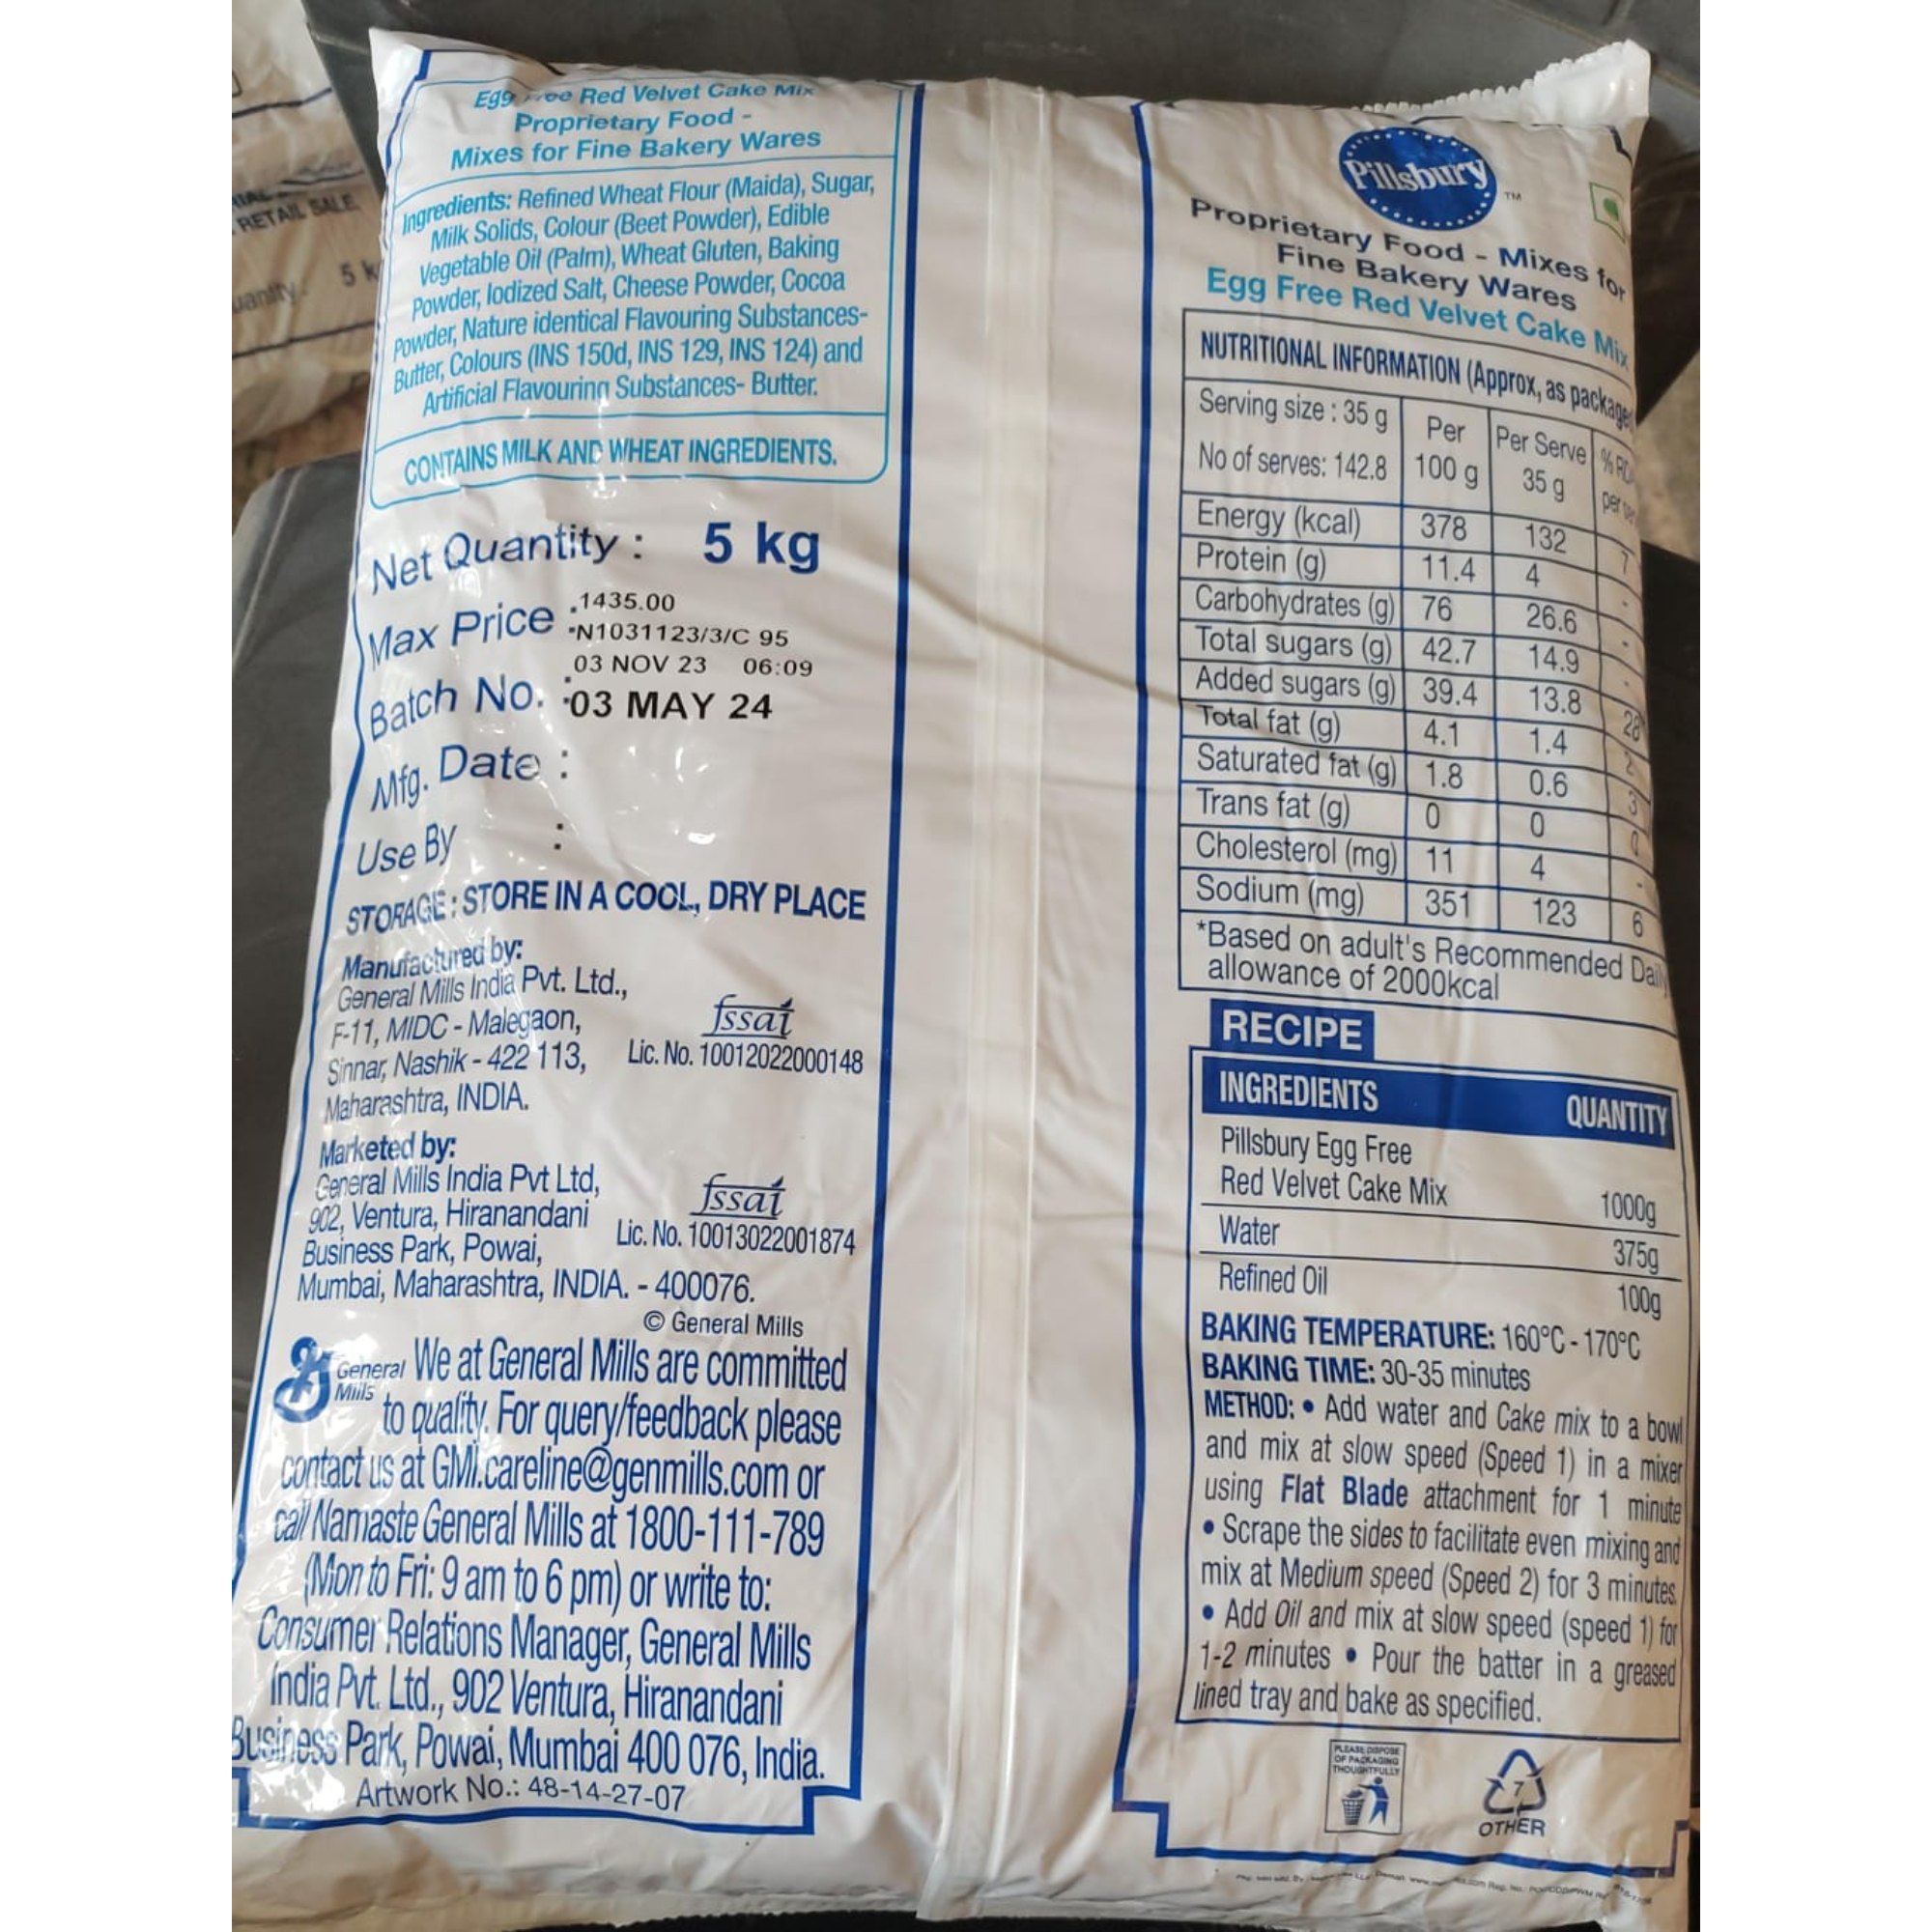 Egg Free Red Velvet Cake Mix
Proprietary Food -
Mixes for Fine Bakery Wares
Ingredients: Refined Wheat Flour (Maida), Sugar,
Milk Solids, Colour (Beet Powder), Edible
Vegetable Oil (Palm), Wheat Gluten, Baking
Powder, Iodized Salt, Cheese Powder, Cocoa
Powder, Nature identical Flavouring Substances-
Butter, Colours (INS 150d, INS 129, INS 124) and
Artificial Flavouring Substances- Butter.
CONTAINS MILK AND WHEAT INGREDIENTS.
Net Quantity : 5 kg
Max Price :
1435.00
Batch No. :
N1031123/3/C 95
Mfg. Date :
03 NOV 23 06:09
Use By :
03 MAY 24
STORAGE : STORE IN A COOL, DRY PLACE
Manufactured by:
General Mills India Pvt. Ltd.,
F-11, MIDC - Malegaon,
Sinnar, Nashik - 422 113,
Maharashtra, INDIA.
fssai
Lic. No. 10012022000148
Marketed by:
General Mills India Pvt Ltd,
902, Ventura, Hiranandani
Business Park, Powai,
Mumbai, Maharashtra, INDIA. - 400076.
fssai
Lic. No. 10013022001874
© General Mills
General
Mills
We at General Mills are committed
to quality. For query/feedback please
contact us at GMI.careline@genmills.com or
call Namaste General Mills at 1800-111-789
(Mon to Fri: 9 am to 6 pm) or write to:
Consumer Relations Manager, General Mills
India Pvt. Ltd., 902 Ventura, Hiranandani
Business Park, Powai, Mumbai 400 076, India.
Artwork No.: 48-14-27-07
Pillsbury TM
Proprietary Food - Mixes for
Fine Bakery Wares
Egg Free Red Velvet Cake Mix
NUTRITIONAL INFORMATION (Approx, as packaged
Serving size : 35 g
No of serves: 142.8
Per
100 g
Per Serve
35 g
per
Energy (kcal) 378 132 7
Protein (g) 11.4 4 -
Carbohydrates (g) 76 26.6 -
Total sugars (g) 42.7 14.9 -
Added sugars (g) 39.4 13.8 28
Total fat (g) 4.1 1.4 2
Saturated fat (g) 1.8 0.6 3
Trans fat (g) 0 0 0
Cholesterol (mg) 11 4 -
Sodium (mg) 351 123 6
*Based on adult's Recommended Daily
allowance of 2000kcal
RECIPE
INGREDIENTS QUANTITY
Pillsbury Egg Free
Red Velvet Cake Mix 1000g
Water 375g
Refined Oil 100g
BAKING TEMPERATURE: 160°C - 170°C
BAKING TIME: 30-35 minutes
METHOD: • Add water and Cake mix to a bowl
and mix at slow speed (Speed 1) in a mixer
using Flat Blade attachment for 1 minute
• Scrape the sides to facilitate even mixing and
mix at Medium speed (Speed 2) for 3 minutes.
• Add Oil and mix at slow speed (speed 1) for
1-2 minutes • Pour the batter in a greased
lined tray and bake as specified.
PLEASE DISPOSE
OF PACKAGING
THOUGHTFULLY
7
OTHER
RETAIL SALE
5 k